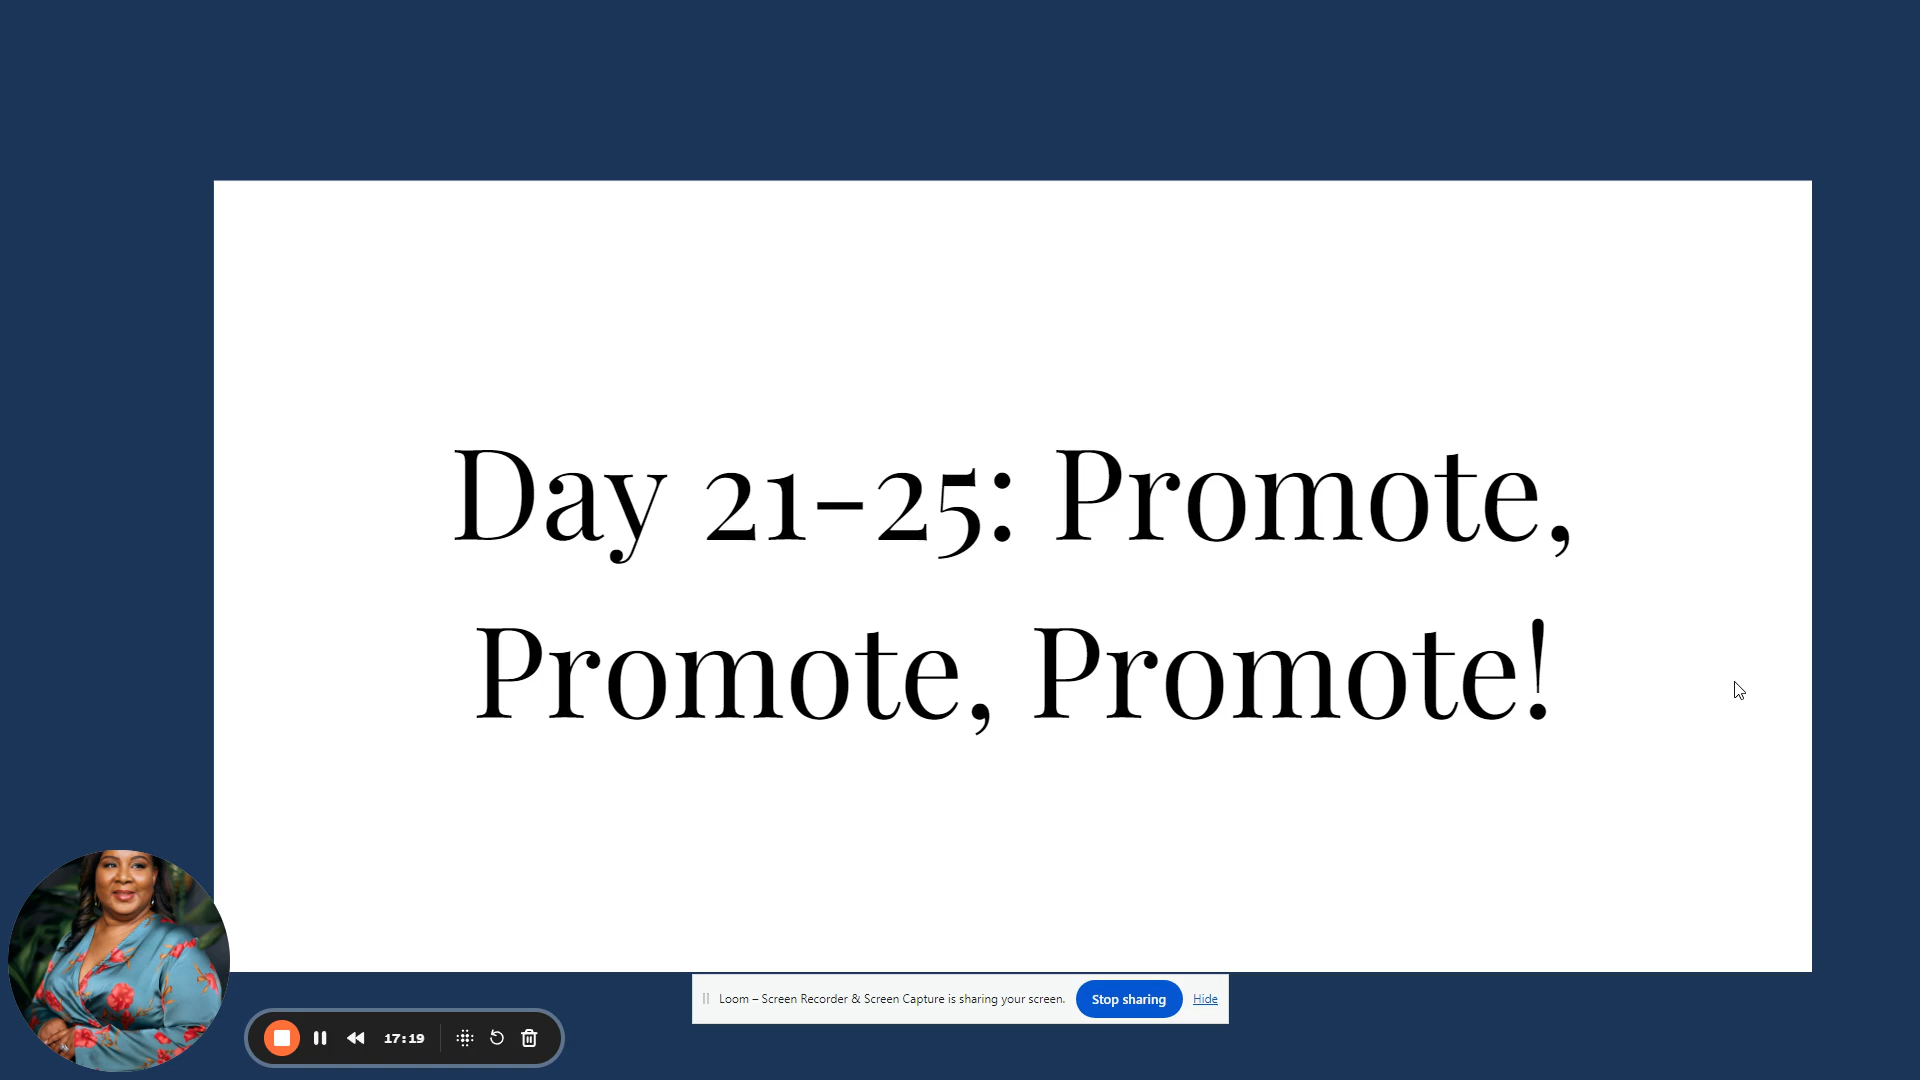 Day 21-25: Promote,
Promote, Promote!
Loom – Screen Recorder & Screen Capture is sharing your screen.
Stop sharing
Hide
17:19